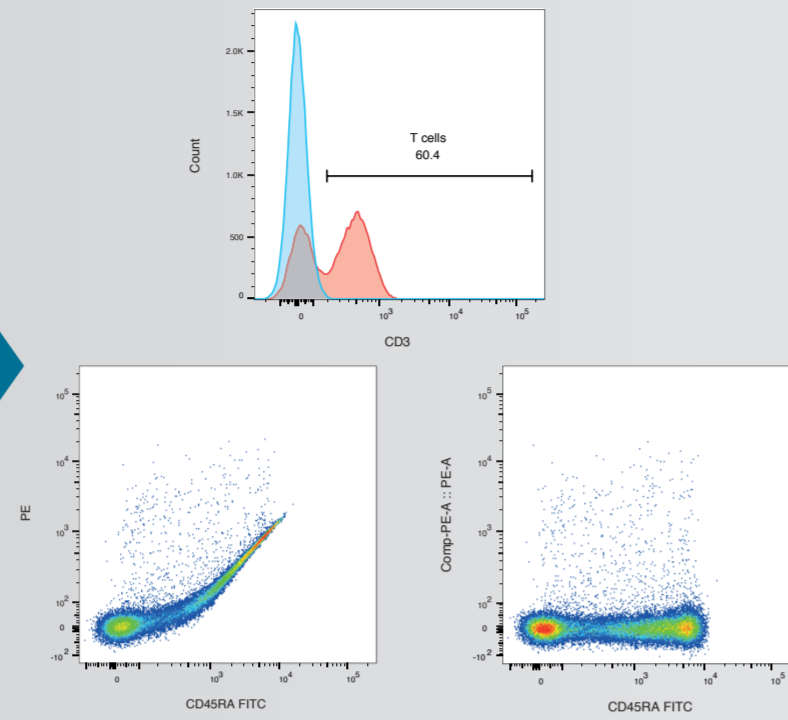 2.0K
1.5K
1.0K
500
0
Count
T cells
60.4
0
10³
10⁴
10⁵
CD3
10⁵
10⁴
10³
10²
0
-10²
PE
0
10³
10⁴
10⁵
CD45RA FITC
10⁵
10⁴
10³
10²
0
-10²
Comp-PE-A :: PE-A
0
10³
10⁴
10⁵
CD45RA FITC